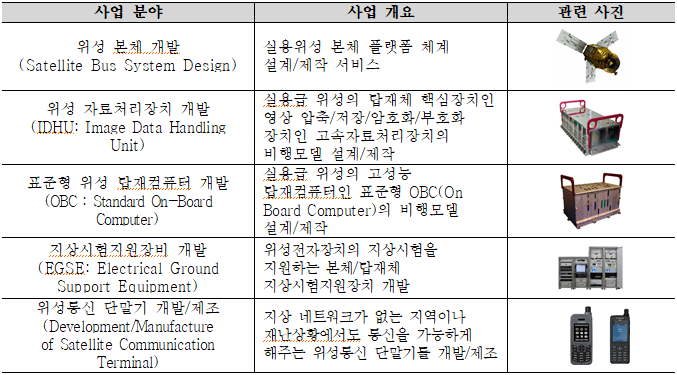 사업 분야
사업 개요
관련 사진
위성 본체 개발
(Satellite Bus System Design)
실용위성 본체 플랫폼 체계
설계/제작 서비스
위성 자료처리장치 개발
(IDHU: Image Data Handling
Unit)
실용급 위성의 탑재체 핵심장치인
영상 압축/저장/암호화/부호화
장치인 고속자료처리장치의
비행모델 설계/제작
표준형 위성 탑재컴퓨터 개발
(OBC : Standard On-Board
Computer)
실용급 위성의 고성능
탑재컴퓨터인 표준형 OBC(On
Board Computer)의 비행모델
설계/제작
지상시험지원장비 개발
(EGSE: Electrical Ground
Support Equipment)
위성전자장치의 지상시험을
지원하는 본체/탑재체
지상시험지원장치 개발
위성통신 단말기 개발/제조
(Development/Manufacture
of Satellite Communication
Terminal)
지상 네트워크가 없는 지역이나
재난상황에서도 통신을 가능하게
해주는 위성통신 단말기를 개발/제조